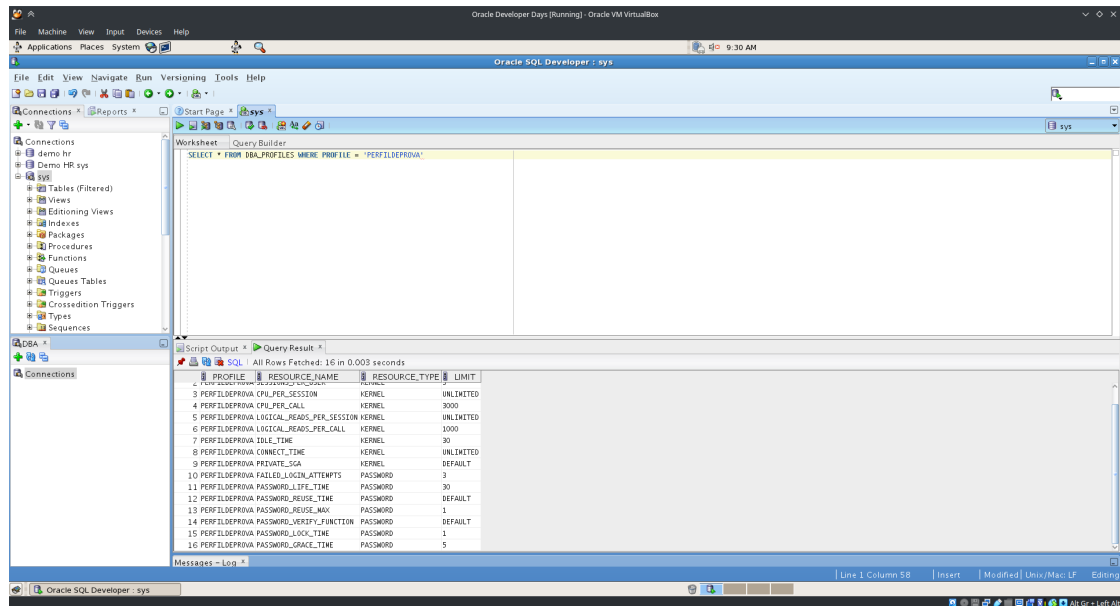 Oracle Developer Days [Running] - Oracle VM VirtualBox
File Machine View Input Devices Help
Applications Places System 9:30 AM
Oracle SQL Developer : sys
File Edit View Navigate Run Versioning Tools Help
Connections Reports Start Page sys
sys
Worksheet Query Builder
SELECT * FROM DBA_PROFILES WHERE PROFILE = 'PERFILDEPROVA'
Connections
demo hr
Demo HR sys
sys
Tables (Filtered)
Views
Editioning Views
Indexes
Packages
Procedures
Functions
Queues
Queues Tables
Triggers
Crossedition Triggers
Types
Sequences
DBA
Connections
Script Output Query Result
SQL | All Rows Fetched: 16 in 0.003 seconds
PROFILE RESOURCE_NAME RESOURCE_TYPE LIMIT
2 PERFILDEPROVA SESSIONS_PER_USER KERNEL
3 PERFILDEPROVA CPU_PER_SESSION KERNEL UNLIMITED
4 PERFILDEPROVA CPU_PER_CALL KERNEL 3000
5 PERFILDEPROVA LOGICAL_READS_PER_SESSION KERNEL UNLIMITED
6 PERFILDEPROVA LOGICAL_READS_PER_CALL KERNEL 1000
7 PERFILDEPROVA IDLE_TIME KERNEL 30
8 PERFILDEPROVA CONNECT_TIME KERNEL UNLIMITED
9 PERFILDEPROVA PRIVATE_SGA KERNEL DEFAULT
10 PERFILDEPROVA FAILED_LOGIN_ATTEMPTS PASSWORD 3
11 PERFILDEPROVA PASSWORD_LIFE_TIME PASSWORD 30
12 PERFILDEPROVA PASSWORD_REUSE_TIME PASSWORD DEFAULT
13 PERFILDEPROVA PASSWORD_REUSE_MAX PASSWORD 1
14 PERFILDEPROVA PASSWORD_VERIFY_FUNCTION PASSWORD DEFAULT
15 PERFILDEPROVA PASSWORD_LOCK_TIME PASSWORD 1
16 PERFILDEPROVA PASSWORD_GRACE_TIME PASSWORD 5
Messages - Log
Line 1 Column 58 Insert Modified Unix/Mac: LF Editing
Oracle SQL Developer : sys
Alt Gr + Left Alt